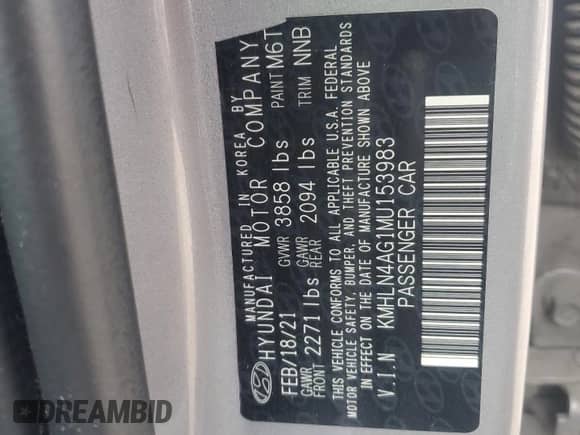 MANUFACTURED IN KOREA BY
HYUNDAI MOTOR COMPANY
FEB/18/21 GVWR 3858 lbs PAINT M6T
GAWR FRONT 2271 lbs GAWR REAR 2094 lbs TRIM NNB
THIS VEHICLE CONFORMS TO ALL APPLICABLE U.S.A. FEDERAL
MOTOR VEHICLE SAFETY, BUMPER, AND THEFT PREVENTION STANDARDS
IN EFFECT ON THE DATE OF MANUFACTURE SHOWN ABOVE
V.I.N KMHLN4AG1MU153983
PASSENGER CAR
DREAMBID